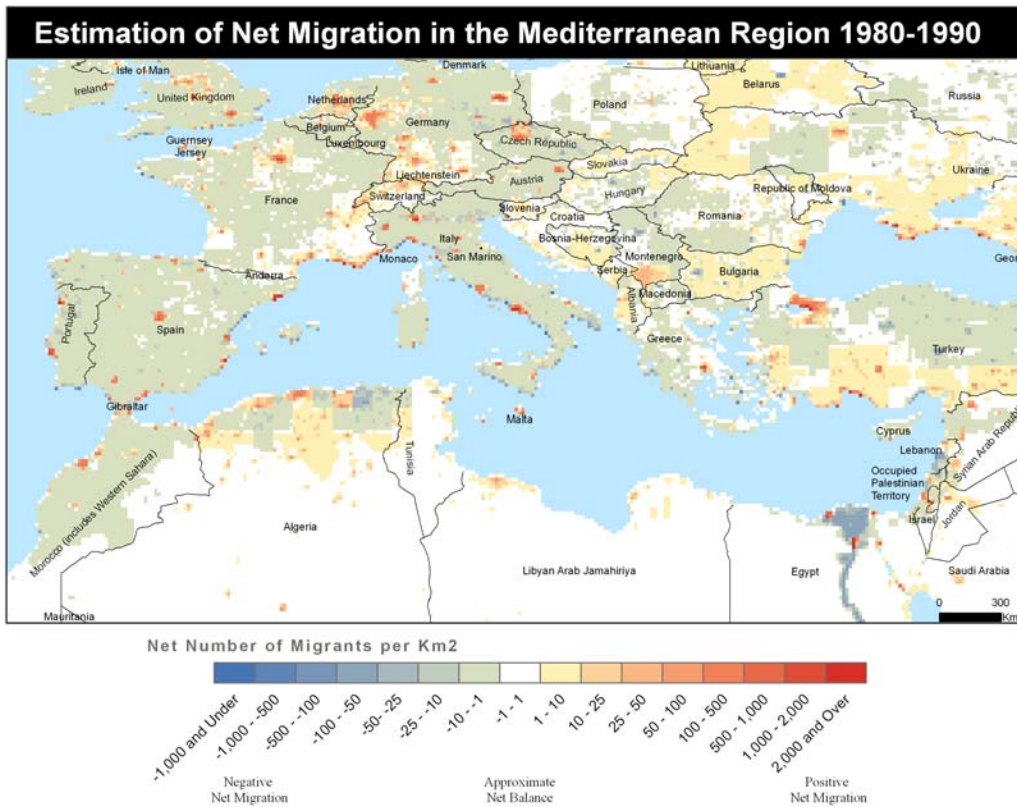 Estimation of Net Migration in the Mediterranean Region 1980-1990
Isle of Man
Denmark
Lithuania
Ireland
United Kingdom
Netherlands
Belarus
Russia
Poland
Belgium
Germany
Guernsey
Jersey
Luxembourg
Czech Republic
Slovakia
Ukraine
Liechtenstein
Austria
Hungary
Republic of Moldova
France
Switzerland
Slovenia
Croatia
Romania
Italy
Bosnia-Herzegovina
Monaco
San Marino
Montenegro
Geor
Andorra
Serbia
Bulgaria
Macedonia
Albania
Portugal
Spain
Greece
Turkey
Gibraltar
Malta
Cyprus
Lebanon
Syrian Arab Republic
Tunisia
Occupied
Palestinian
Territory
Morocco (includes Western Sahara)
Israel
Jordan
Algeria
Libyan Arab Jamahiriya
Egypt
Saudi Arabia
Mauritania
0 300
Km
Net Number of Migrants per Km2
-1,000 and Under
-1,000 - -500
-500 - -100
-100 - -50
-50 - -25
-25 - -10
-10 - -1
-1 - 1
1 - 10
10 - 25
25 - 50
50 - 100
100 - 500
500 - 1,000
1,000 - 2,000
2,000 and Over
Negative
Net Migration
Approximate
Net Balance
Positive
Net Migration